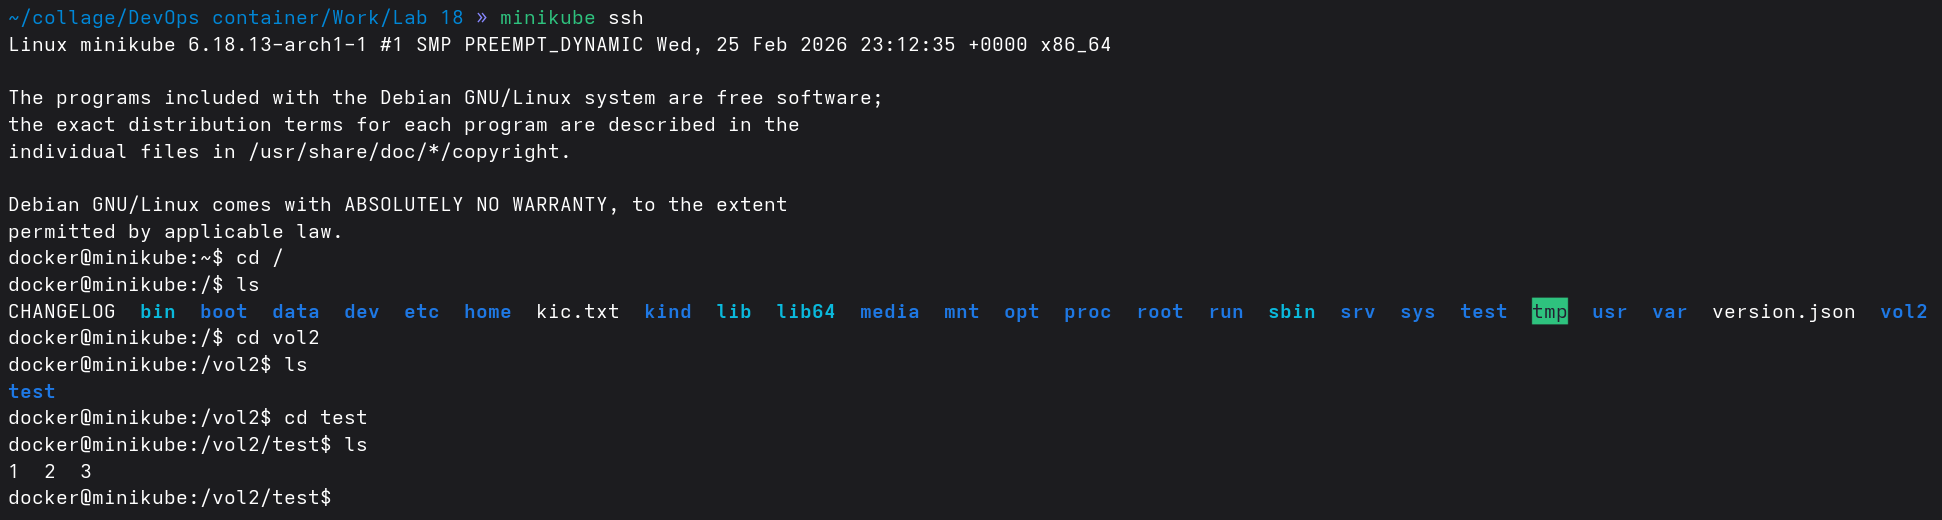 ~/collage/DevOps container/Work/Lab 18 » minikube ssh
Linux minikube 6.18.13-arch1-1 #1 SMP PREEMPT_DYNAMIC Wed, 25 Feb 2026 23:12:35 +0000 x86_64
The programs included with the Debian GNU/Linux system are free software;
the exact distribution terms for each program are described in the
individual files in /usr/share/doc/*/copyright.
Debian GNU/Linux comes with ABSOLUTELY NO WARRANTY, to the extent
permitted by applicable law.
docker@minikube:~$ cd /
docker@minikube:/$ ls
CHANGELOG  bin  boot  data  dev  etc  home  kic.txt  kind  lib  lib64  media  mnt  opt  proc  root  run  sbin  srv  sys  test  tmp  usr  var  version.json  vol2
docker@minikube:/$ cd vol2
docker@minikube:/vol2$ ls
test
docker@minikube:/vol2$ cd test
docker@minikube:/vol2/test$ ls
1  2  3
docker@minikube:/vol2/test$